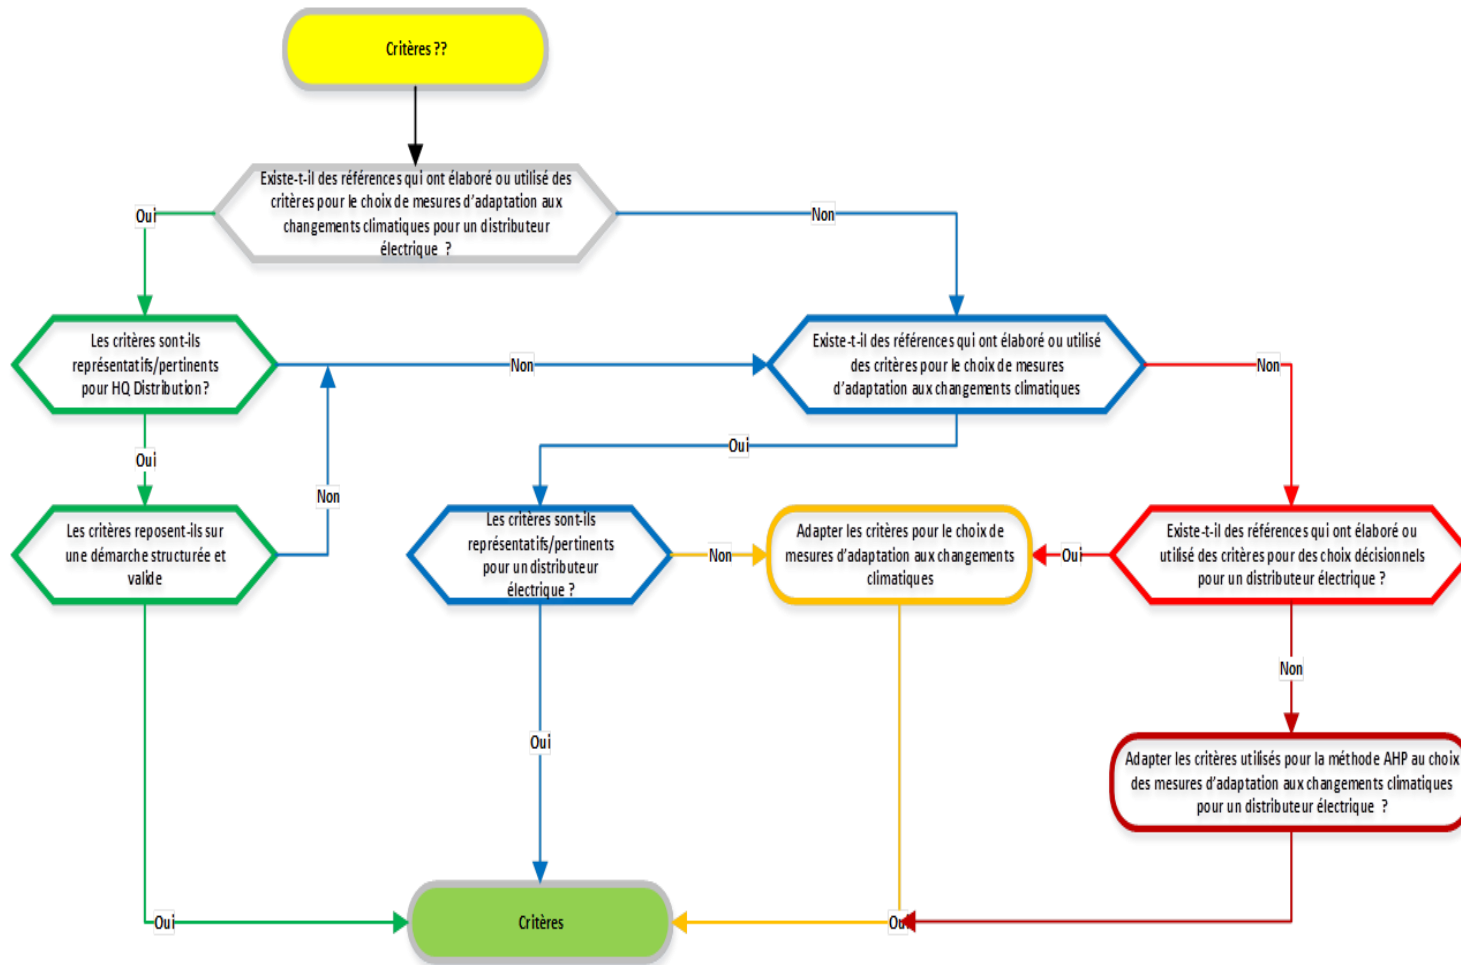 Critères ??
Existe-t-il des références qui ont élaboré ou utilisé des
critères pour le choix de mesures d'adaptation aux
changements climatiques pour un distributeur
électrique ?
Oui
Non
Les critères sont-ils
représentatifs/pertinents
pour HQ Distribution?
Non
Existe-t-il des références qui ont élaboré ou utilisé
des critères pour le choix de mesures
d'adaptation aux changements climatiques
Non
Oui
Oui
Non
Les critères reposent-ils sur
une démarche structurée et
valide
Les critères sont-ils
représentatifs/pertinents
pour un distributeur
électrique ?
Non
Adapter les critères pour le choix de
mesures d'adaptation aux changements
climatiques
Oui
Existe-t-il des références qui ont élaboré ou
utilisé des critères pour des choix décisionnels
pour un distributeur électrique ?
Non
Oui
Adapter les critères utilisés pour la méthode AHP au choix
des mesures d'adaptation aux changements climatiques
pour un distributeur électrique ?
Oui
Critères
Oui